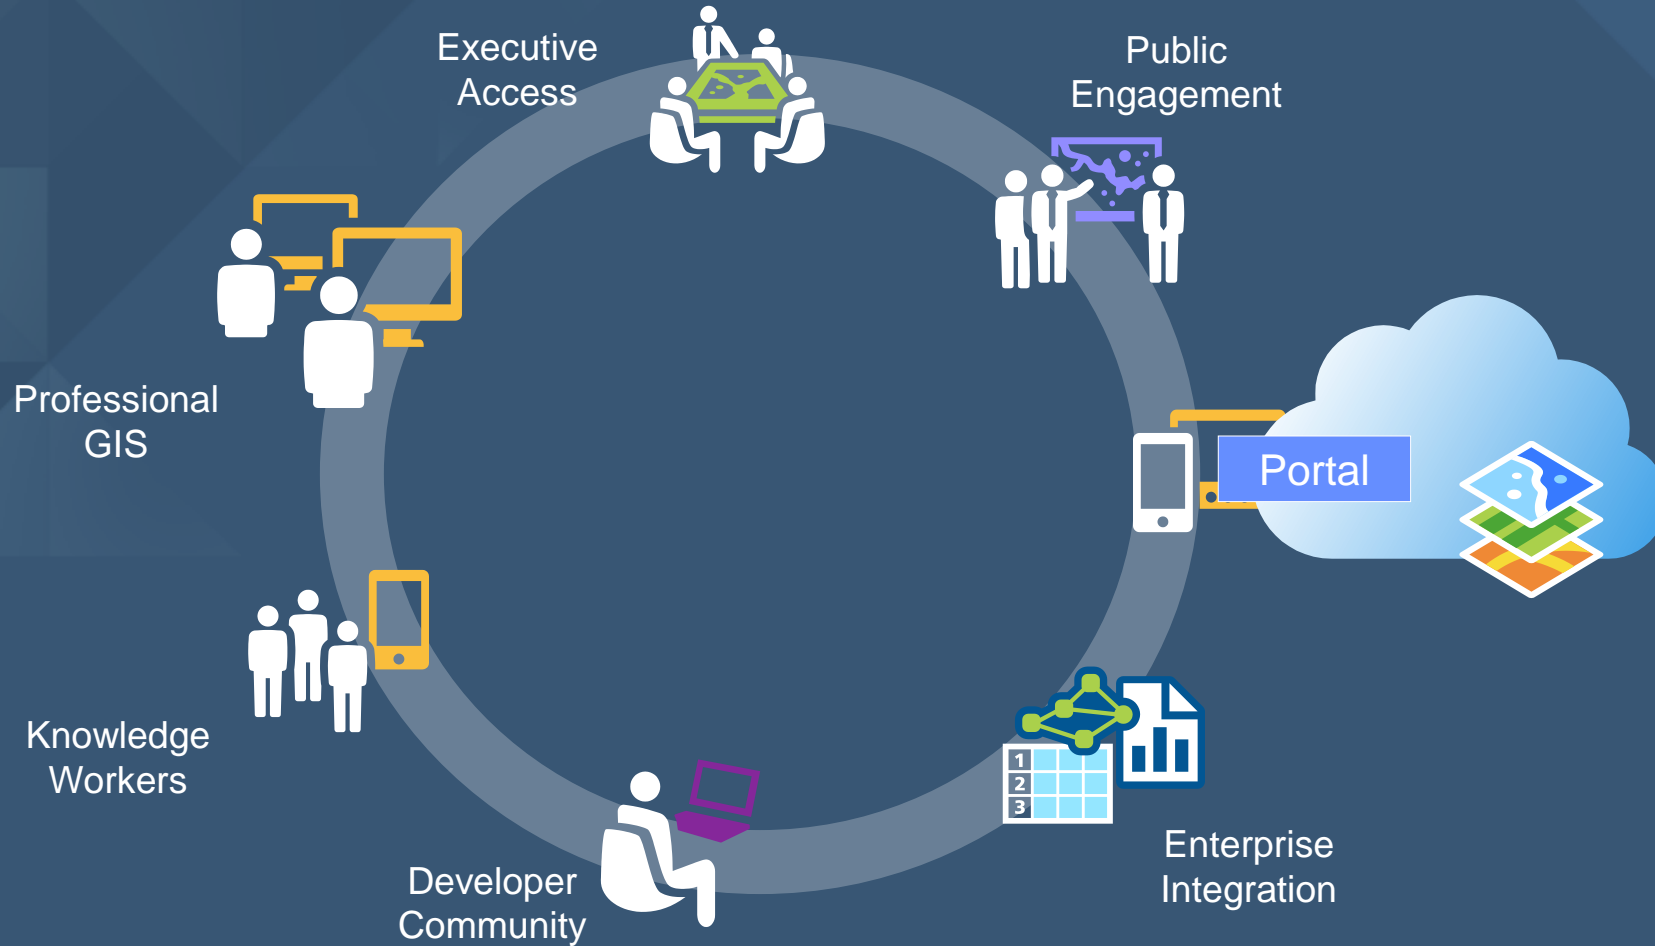 Executive
Access
Public
Engagement
Professional
GIS
Portal
Knowledge
Workers
1
2
3
Developer
Community
Enterprise
Integration